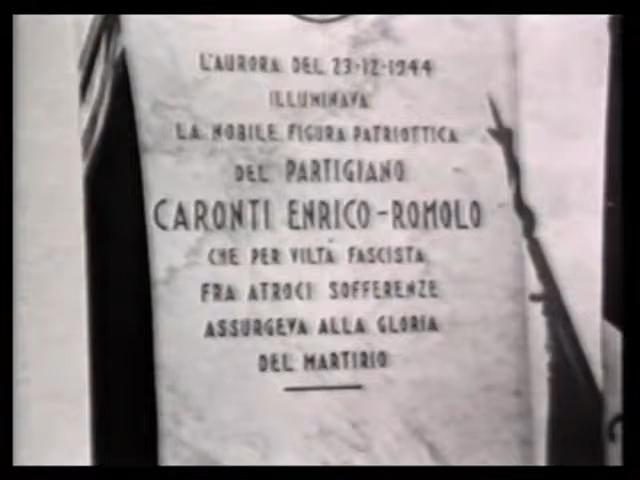 L'AURORA DEL 23-12-1944
ILLUMINAVA
LA NOBILE FIGURA PATRIOTTICA
DEL PARTIGIANO
CARONTI ENRICO-ROMOLO
CHE PER VILTÀ FASCISTA
FRA ATROCI SOFFERENZE
ASSURGEVA ALLA GLORIA
DEL MARTIRIO